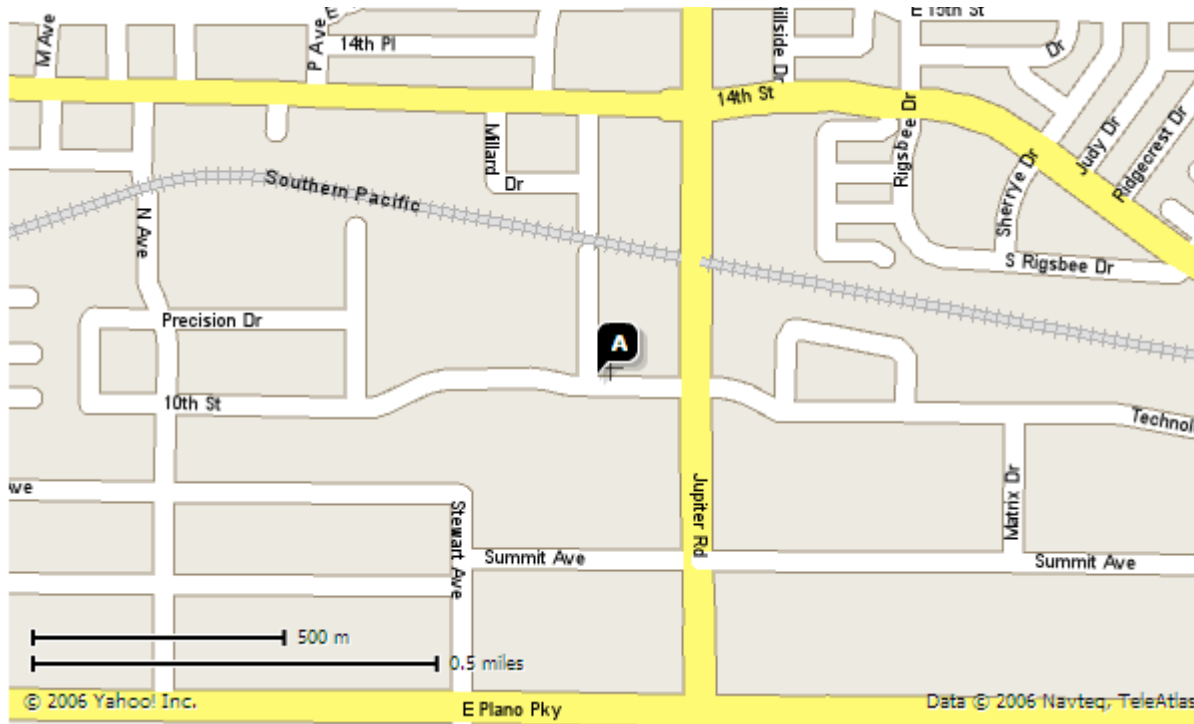 E 15th St
M Ave
P Ave
14th Pl
Hillside Dr
Dr
14th St
Rigsbee Dr
Judy Dr
Ridgecrest Dr
Millard
Dr
Sherrye Dr
Southern Pacific
N Ave
S Rigsbee Dr
Precision Dr
A
10th St
Technol
ve
Stewart Ave
Jupiter Rd
Matrix Dr
Summit Ave
Summit Ave
500 m
0.5 miles
© 2006 Yahoo! Inc.
E Plano Pky
Data © 2006 Navteq, TeleAtlas